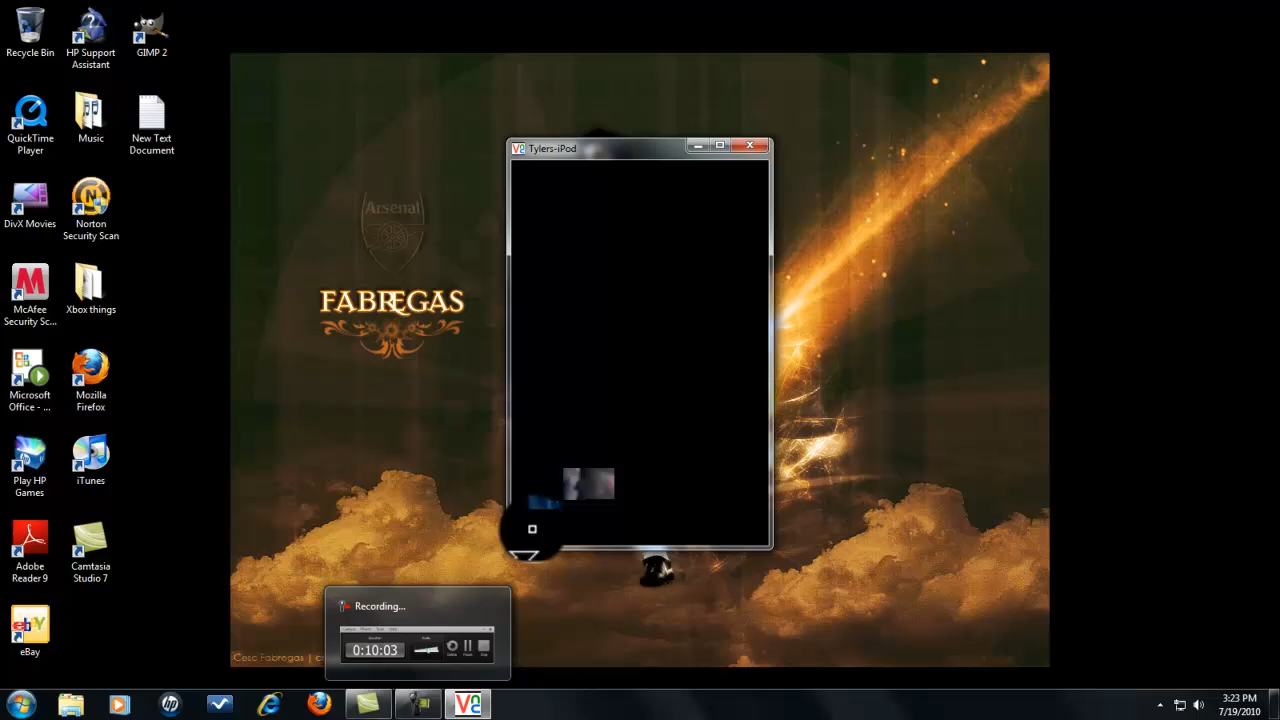 Recycle Bin
HP Support
Assistant
GIMP 2
QuickTime
Player
Music
New Text
Document
DivX Movies
Norton
Security Scan
McAfee
Security Sc...
Xbox things
Microsoft
Office - ...
Mozilla
Firefox
Play HP
Games
iTunes
Adobe
Reader 9
Camtasia
Studio 7
eBay
Arsenal
FABREGAS
Tylers-iPod
Recording...
0:10:03
Cesc Fabregas |
3:23 PM
7/19/2010